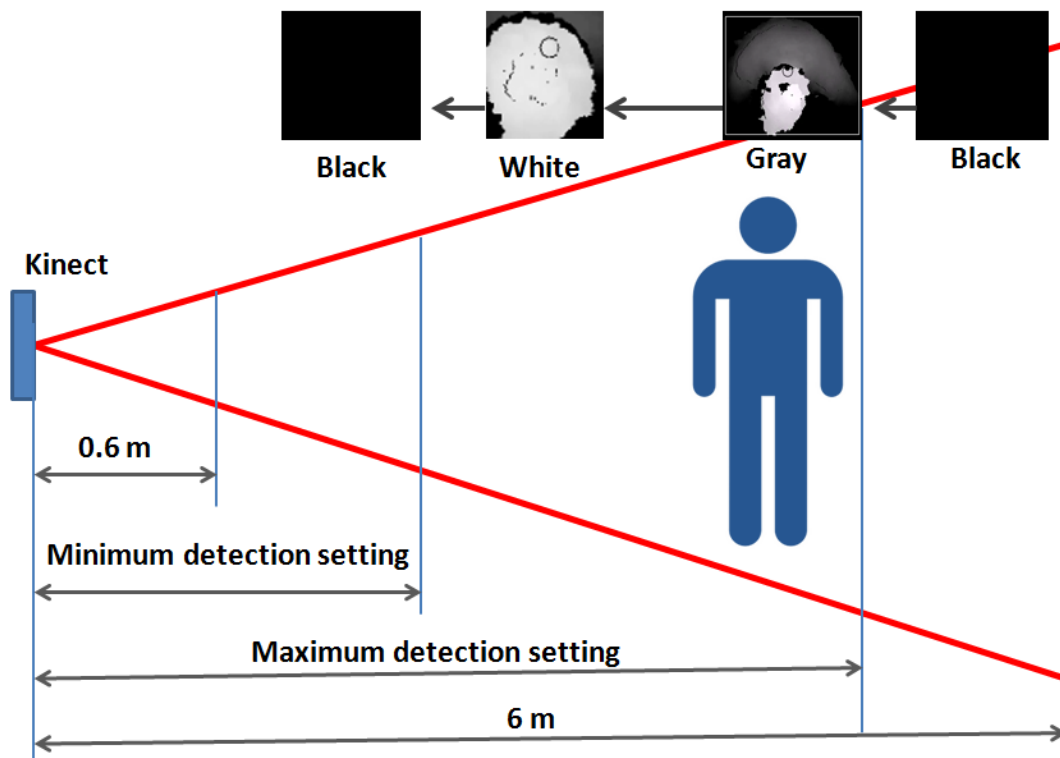 Black
White
Gray
Black
Kinect
0.6 m
Minimum detection setting
Maximum detection setting
6 m